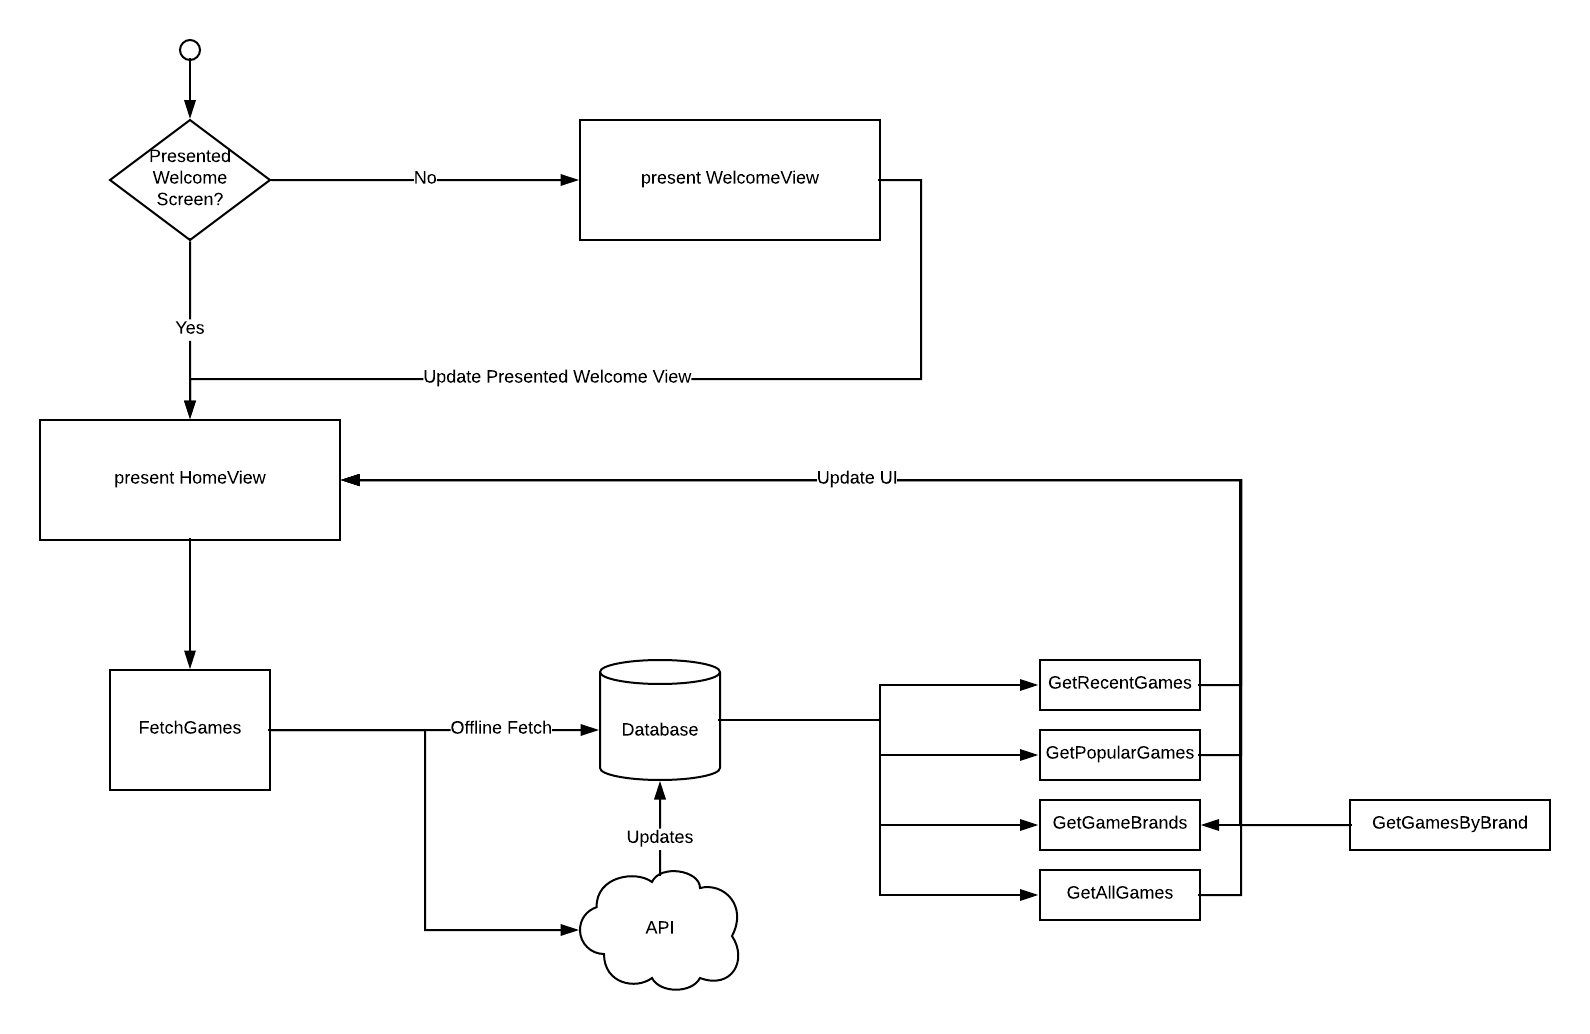 Presented
Welcome
Screen?
No
present WelcomeView
Yes
Update Presented Welcome View
present HomeView
Update UI
FetchGames
Offline Fetch
Database
Updates
API
GetRecentGames
GetPopularGames
GetGameBrands
GetGamesByBrand
GetAllGames